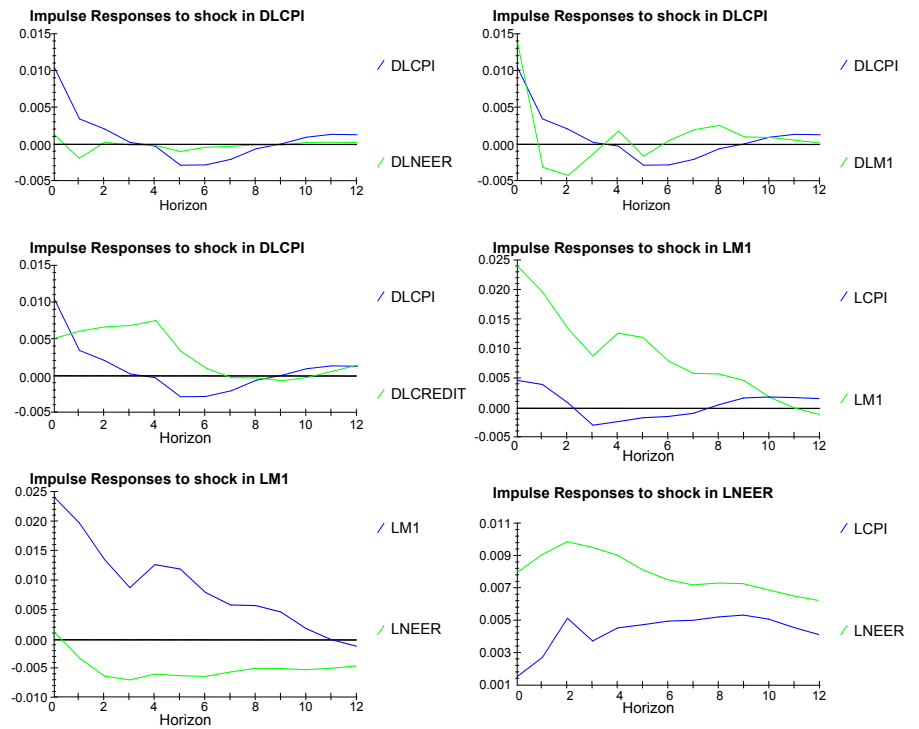 Impulse Responses to shock in DLCPI
0.015
0.010
0.005
0.000
-0.005
0 2 4 6 8 10 12
Horizon
DLCPI
DLNEER
Impulse Responses to shock in DLCPI
0.015
0.010
0.005
0.000
-0.005
0 2 4 6 8 10 12
Horizon
DLCPI
DLM1
Impulse Responses to shock in DLCPI
0.015
0.010
0.005
0.000
-0.005
0 2 4 6 8 10 12
Horizon
DLCPI
DLCREDIT
Impulse Responses to shock in LM1
0.025
0.020
0.015
0.010
0.005
0.000
-0.005
0 2 4 6 8 10 12
Horizon
LCPI
LM1
Impulse Responses to shock in LM1
0.025
0.020
0.015
0.010
0.005
0.000
-0.005
-0.010
0 2 4 6 8 10 12
Horizon
LM1
LNEER
Impulse Responses to shock in LNEER
0.011
0.009
0.007
0.005
0.003
0.001
0 2 4 6 8 10 12
Horizon
LCPI
LNEER